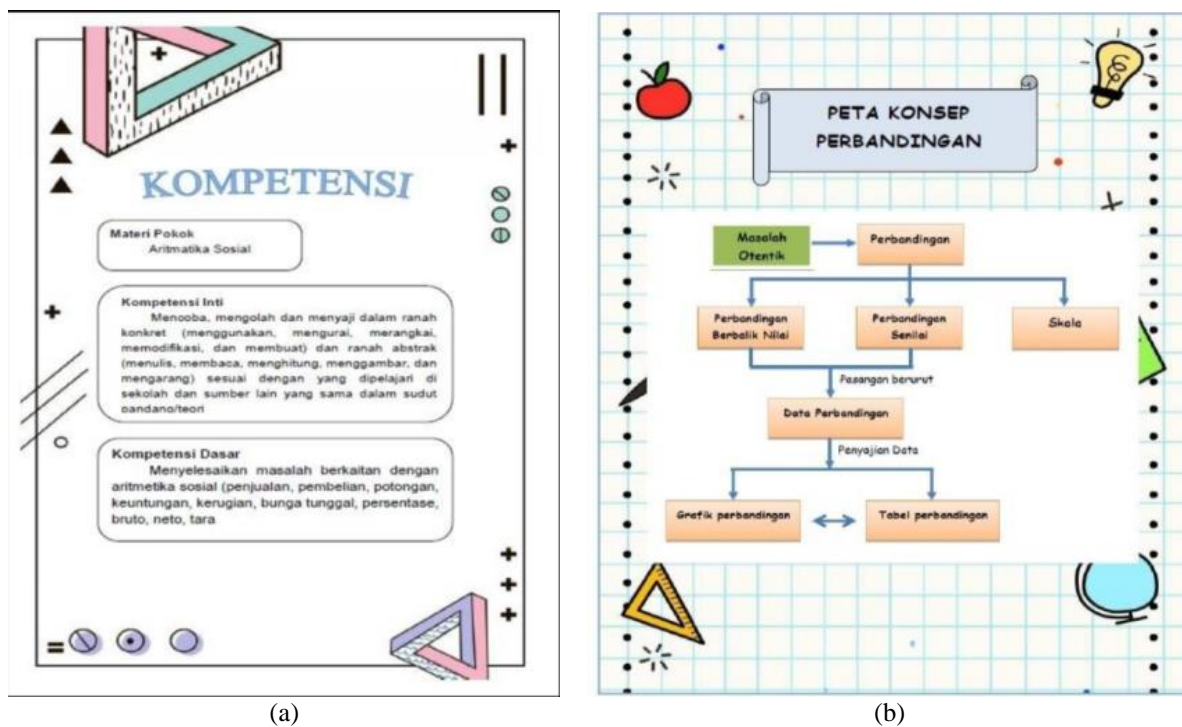 KOMPETENSI
Materi Pokok
Aritmatika Sosial
Kompetensi Inti
Mencoba, mengolah dan menyaji dalam ranah
konkret (menggunakan, mengurai, merangkai,
memodifikasi, dan membuat) dan ranah abstrak
(menulis, membaca, menghitung, menggambar, dan
mengarang) sesuai dengan yang dipelajari di
sekolah dan sumber lain yang sama dalam sudut
pandang/teori
Kompetensi Dasar
Menyelesaikan masalah berkaitan dengan
aritmetika sosial (penjualan, pembelian, potongan,
keuntungan, kerugian, bunga tunggal, persentase,
bruto, neto, tara
(a)
PETA KONSEP
PERBANDINGAN
Masalah
Otentik
Perbandingan
Perbandingan
Berbalik Nilai
Perbandingan
Senilai
Skala
Pasangan berurut
Data Perbandingan
Penyajian Data
Grafik perbandingan
Tabel perbandingan
(b)